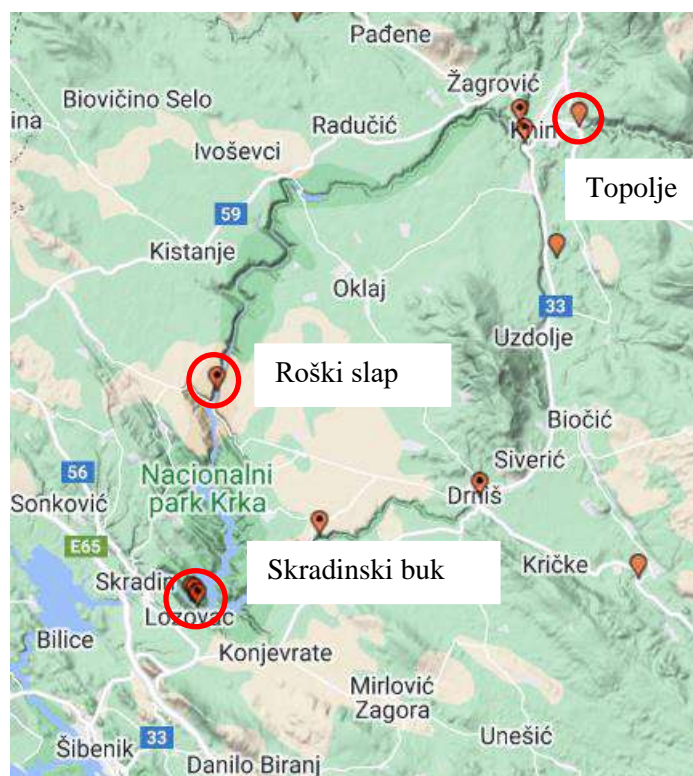 Pađene
Žagrović
Biovičino Selo
ina
Radučić
Knin
Ivoševci
Topolje
59
Kistanje
Oklaj
33
Uzdolje
Roški slap
Biočić
Nacionalni
park Krka
56
Siverić
Sonković
Drniš
E65
Skradinski buk
Kričke
Skradin
Lozovac
Bilice
Konjevrate
Mirlović
Zagora
Unešić
Šibenik
33
Danilo Biranj